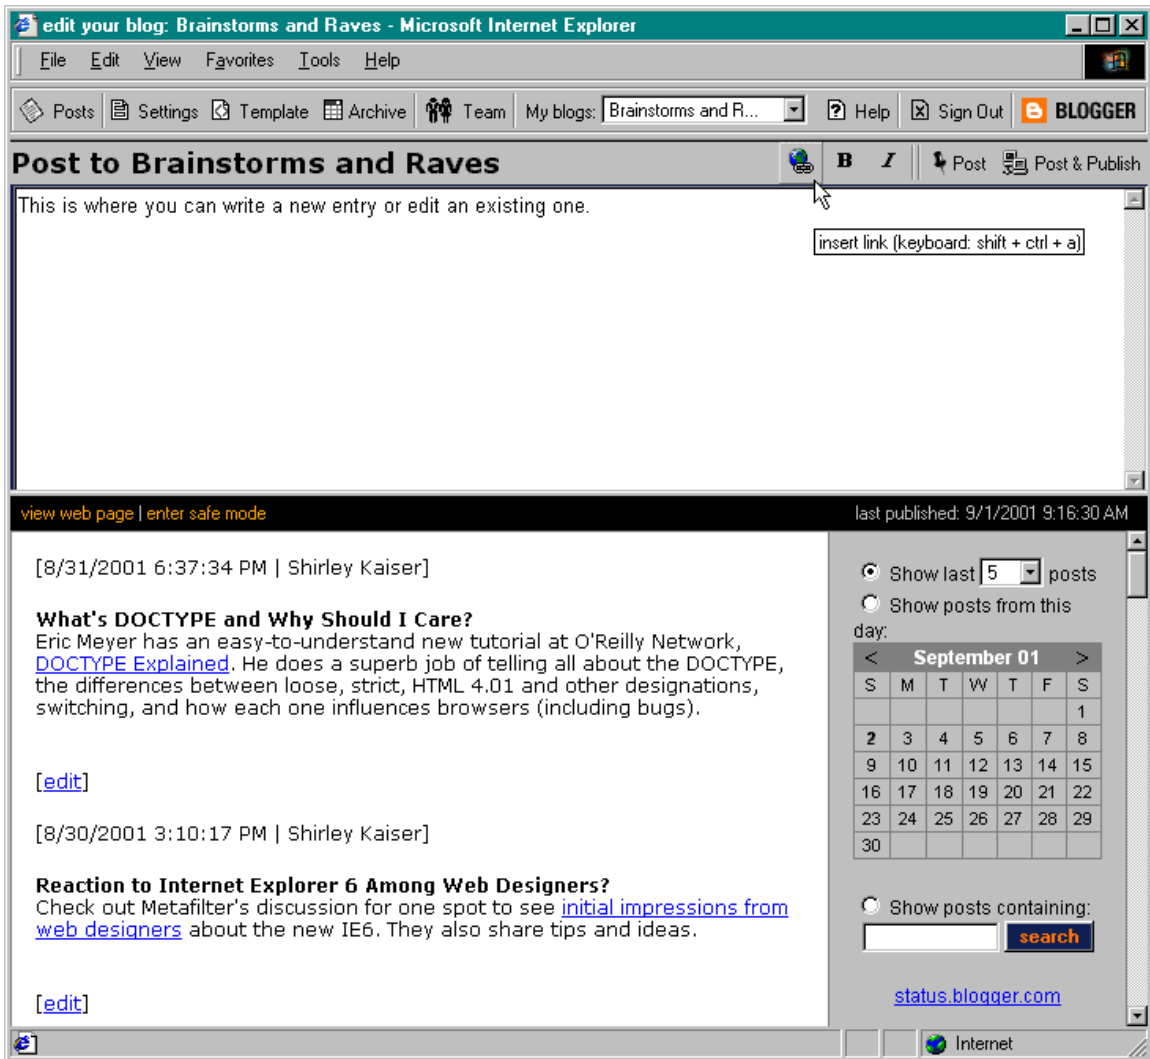 edit your blog: Brainstorms and Raves - Microsoft Internet Explorer
File Edit View Favorites Tools Help
Posts Settings Template Archive Team My blogs: Brainstorms and R... Help Sign Out BLOGGER
Post to Brainstorms and Raves B I Post Post & Publish
This is where you can write a new entry or edit an existing one.
insert link (keyboard: shift + ctrl + a)
view web page | enter safe mode last published: 9/1/2001 9:16:30 AM
[8/31/2001 6:37:34 PM | Shirley Kaiser]
What's DOCTYPE and Why Should I Care?
Eric Meyer has an easy-to-understand new tutorial at O'Reilly Network,
DOCTYPE Explained. He does a superb job of telling all about the DOCTYPE,
the differences between loose, strict, HTML 4.01 and other designations,
switching, and how each one influences browsers (including bugs).
[edit]
[8/30/2001 3:10:17 PM | Shirley Kaiser]
Reaction to Internet Explorer 6 Among Web Designers?
Check out Metafilter's discussion for one spot to see initial impressions from
web designers about the new IE6. They also share tips and ideas.
[edit]
Show last 5 posts
Show posts from this
day:
< September 01 >
S M T W T F S
1
2 3 4 5 6 7 8
9 10 11 12 13 14 15
16 17 18 19 20 21 22
23 24 25 26 27 28 29
30
Show posts containing:
search
status.blogger.com
Internet